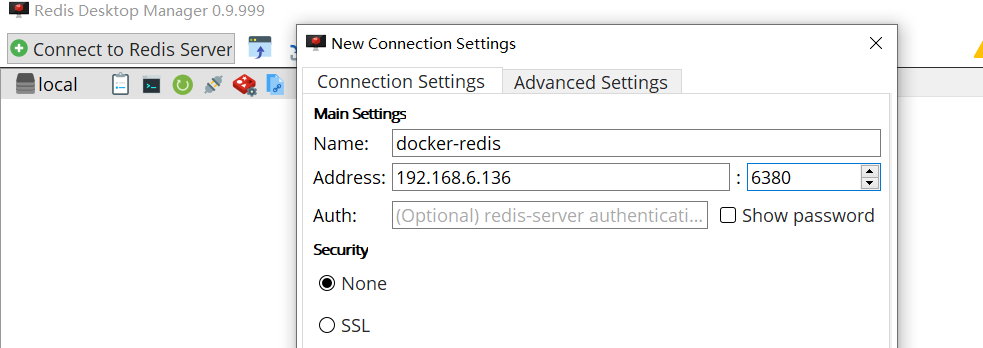 Redis Desktop Manager 0.9.999
Connect to Redis Server
local
New Connection Settings
Connection Settings
Advanced Settings
Main Settings
Name: docker-redis
Address: 192.168.6.136 : 6380
Auth: (Optional) redis-server authenticati... Show password
Security
None
SSL